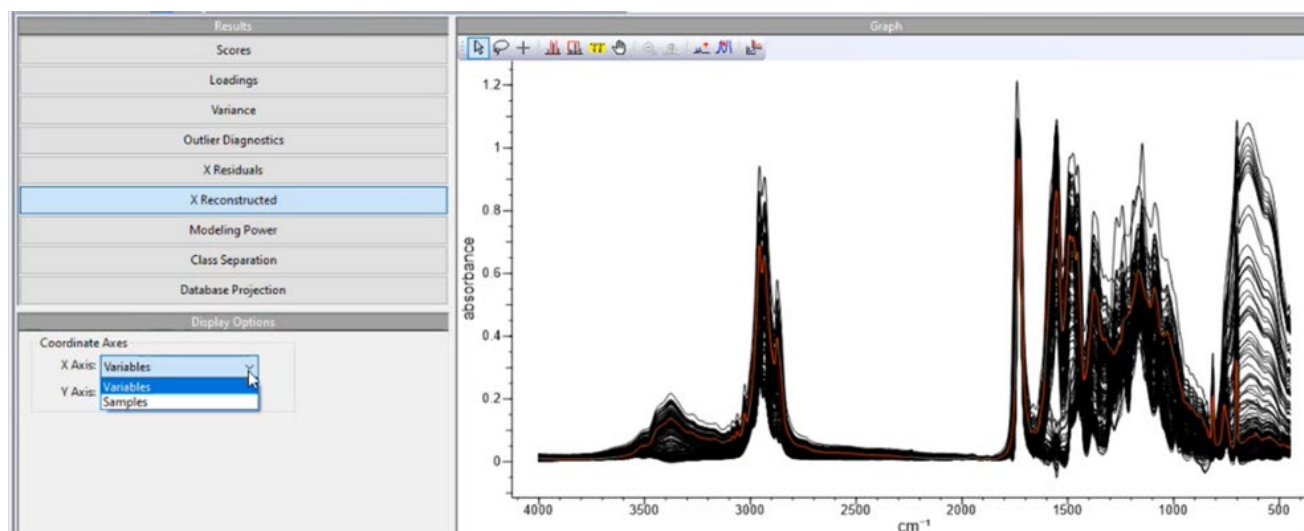 Results
Scores
Loadings
Variance
Outlier Diagnostics
X Residuals
X Reconstructed
Modeling Power
Class Separation
Database Projection
Display Options
Coordinate Axes
X Axis: Variables
Variables
Y Axis:
Samples
Graph
1.2
1
0.8
0.6
0.4
0.2
0
absorbance
4000 3500 3000 2500 2000 1500 1000 500
cm⁻¹